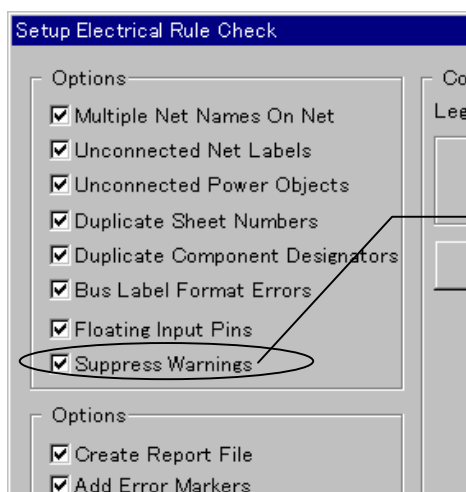 Setup Electrical Rule Check
Options
Multiple Net Names On Net
Unconnected Net Labels
Unconnected Power Objects
Duplicate Sheet Numbers
Duplicate Component Designators
Bus Label Format Errors
Floating Input Pins
Suppress Warnings
Options
Create Report File
Add Error Markers
Co
Leg